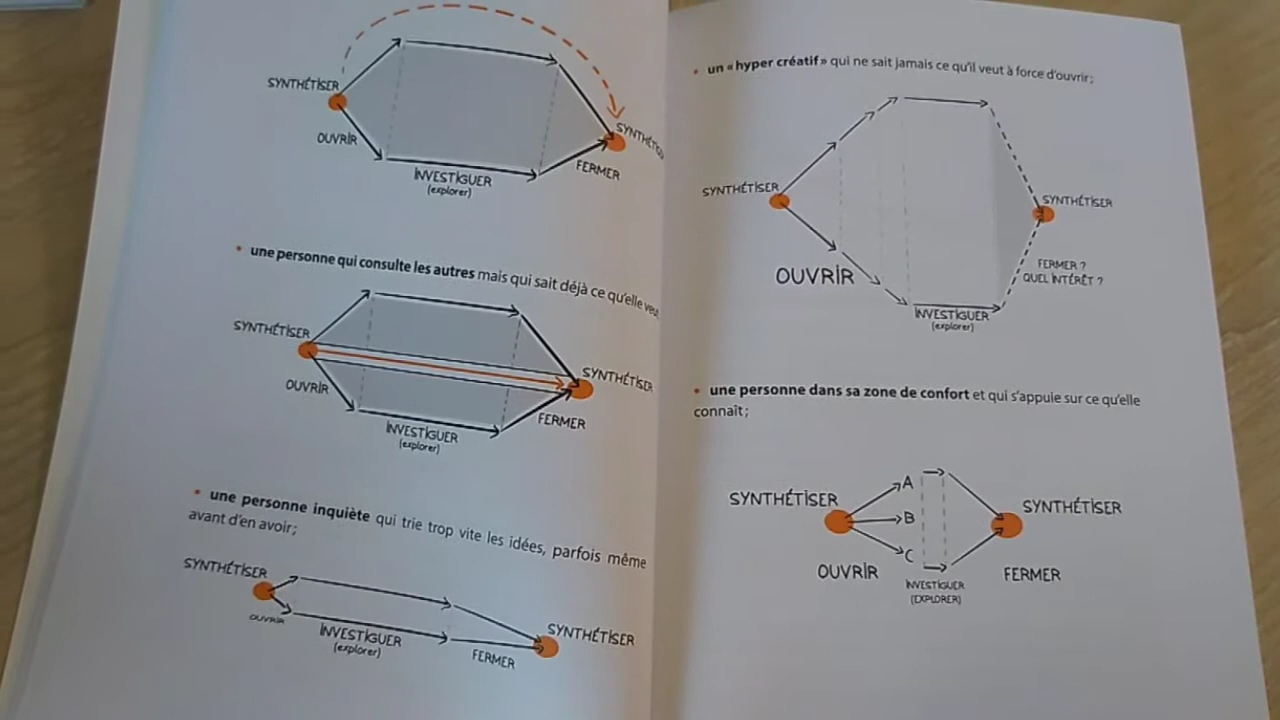 SYNTHÉTISER
SYNTHÉTIS
OUVRIR
FERMER
INVESTIGUER
(explorer)
• une personne qui consulte les autres mais qui sait déjà ce qu'elle veut
SYNTHÉTISER
SYNTHÉTISER
OUVRIR
FERMER
INVESTIGUER
(explorer)
• une personne inquiète qui trie trop vite les idées, parfois même
avant d'en avoir ;
SYNTHÉTISER
OUVRIR
SYNTHÉTISER
INVESTIGUER
(explorer)
FERMER
• un « hyper créatif » qui ne sait jamais ce qu'il veut à force d'ouvrir ;
SYNTHÉTISER
SYNTHÉTISER
OUVRIR
FERMER ?
QUEL INTÉRÊT ?
INVESTIGUER
(explorer)
• une personne dans sa zone de confort et qui s'appuie sur ce qu'elle
connaît ;
A
SYNTHÉTISER
SYNTHÉTISER
B
C
OUVRIR
FERMER
INVESTIGUER
(EXPLORER)